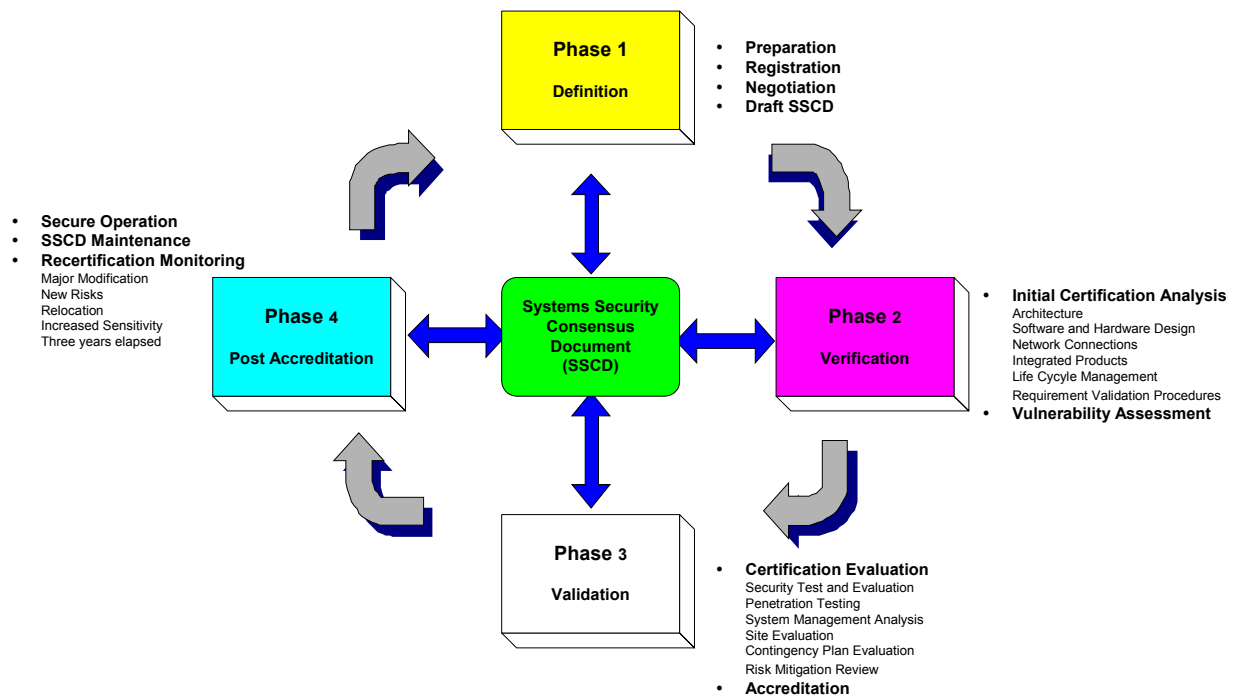 Phase 1
Definition
• Preparation
• Registration
• Negotiation
• Draft SSCD
• Secure Operation
• SSCD Maintenance
• Recertification Monitoring
Major Modification
New Risks
Relocation
Increased Sensitivity
Three years elapsed
Phase 4
Post Accreditation
Systems Security
Consensus
Document
(SSCD)
Phase 2
Verification
• Initial Certification Analysis
Architecture
Software and Hardware Design
Network Connections
Integrated Products
Life Cycyle Management
Requirement Validation Procedures
• Vulnerability Assessment
Phase 3
Validation
• Certification Evaluation
Security Test and Evaluation
Penetration Testing
System Management Analysis
Site Evaluation
Contingency Plan Evaluation
Risk Mitigation Review
• Accreditation